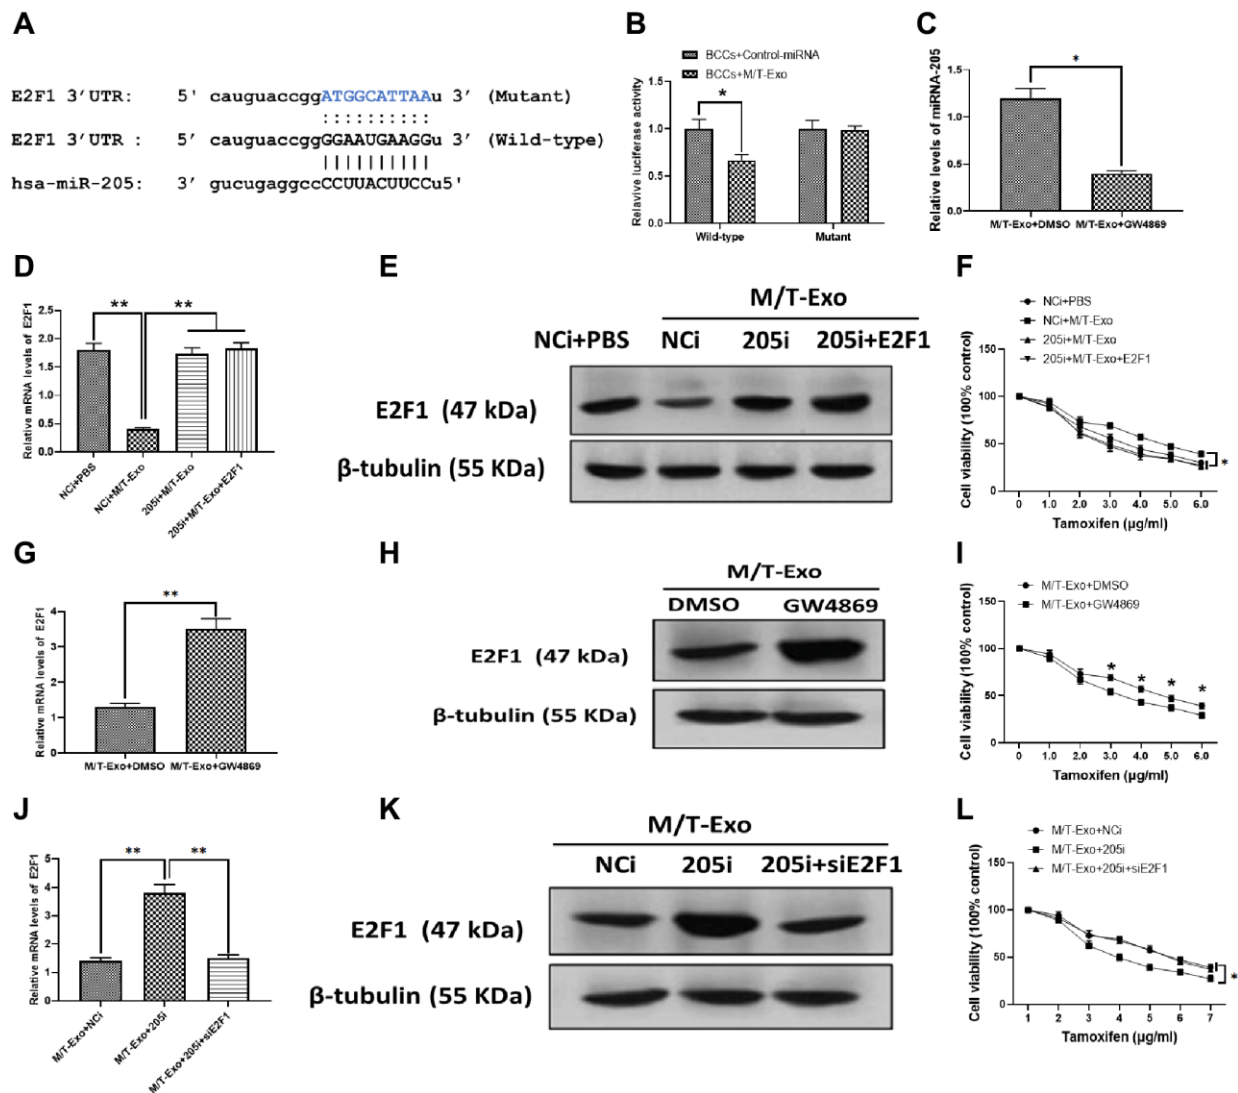 A
E2F1 3′UTR: 5' cauguaccggATGGCATTAAu 3′ (Mutant)
: : : : : : : : : :
E2F1 3′UTR : 5′ cauguaccggGGAAUGAAGGu 3′ (Wild-type)
| | | | | | | | | |
hsa-miR-205: 3′ gucugaggccCCUUACUUCCu5'
B
BCCs+Control-miRNA
BCCs+M/T-Exo
Relavive luciferase activity
1.5
1.0
0.5
0.0
*
Wild-type Mutant
C
Relative levels of miRNA-205
1.5
1.0
0.5
0.0
*
M/T-Exo+DMSO M/T-Exo+GW4869
D
Relative mRNA levels of E2F1
2.5
2.0
1.5
1.0
0.5
0.0
** **
NCi+PBS
NCi+M/T-Exo
205i+M/T-Exo
205i+M/T-Exo+E2F1
E
M/T-Exo
NCi+PBS NCi 205i 205i+E2F1
E2F1 (47 kDa)
β-tubulin (55 KDa)
F
NCi+PBS
NCi+M/T-Exo
205i+M/T-Exo
205i+M/T-Exo+E2F1
Cell viability (100% control)
150
100
50
0
*
0 1.0 2.0 3.0 4.0 5.0 6.0
Tamoxifen (μg/ml)
G
Relative mRNA levels of E2F1
4
3
2
1
0
**
M/T-Exo+DMSO M/T-Exo+GW4869
H
M/T-Exo
DMSO GW4869
E2F1 (47 kDa)
β-tubulin (55 KDa)
I
M/T-Exo+DMSO
M/T-Exo+GW4869
Cell viability (100% control)
150
100
50
0
* * * *
0 1.0 2.0 3.0 4.0 5.0 6.0
Tamoxifen (μg/ml)
J
Relative mRNA levels of E2F1
5
4
3
2
1
0
** **
M/T-Exo+NCi
M/T-Exo+205i
M/T-Exo+205i+siE2F1
K
M/T-Exo
NCi 205i 205i+siE2F1
E2F1 (47 kDa)
β-tubulin (55 KDa)
L
M/T-Exo+NCi
M/T-Exo+205i
M/T-Exo+205i+siE2F1
Cell viability (100% control)
150
100
50
0
*
1 2 3 4 5 6 7
Tamoxifen (μg/ml)